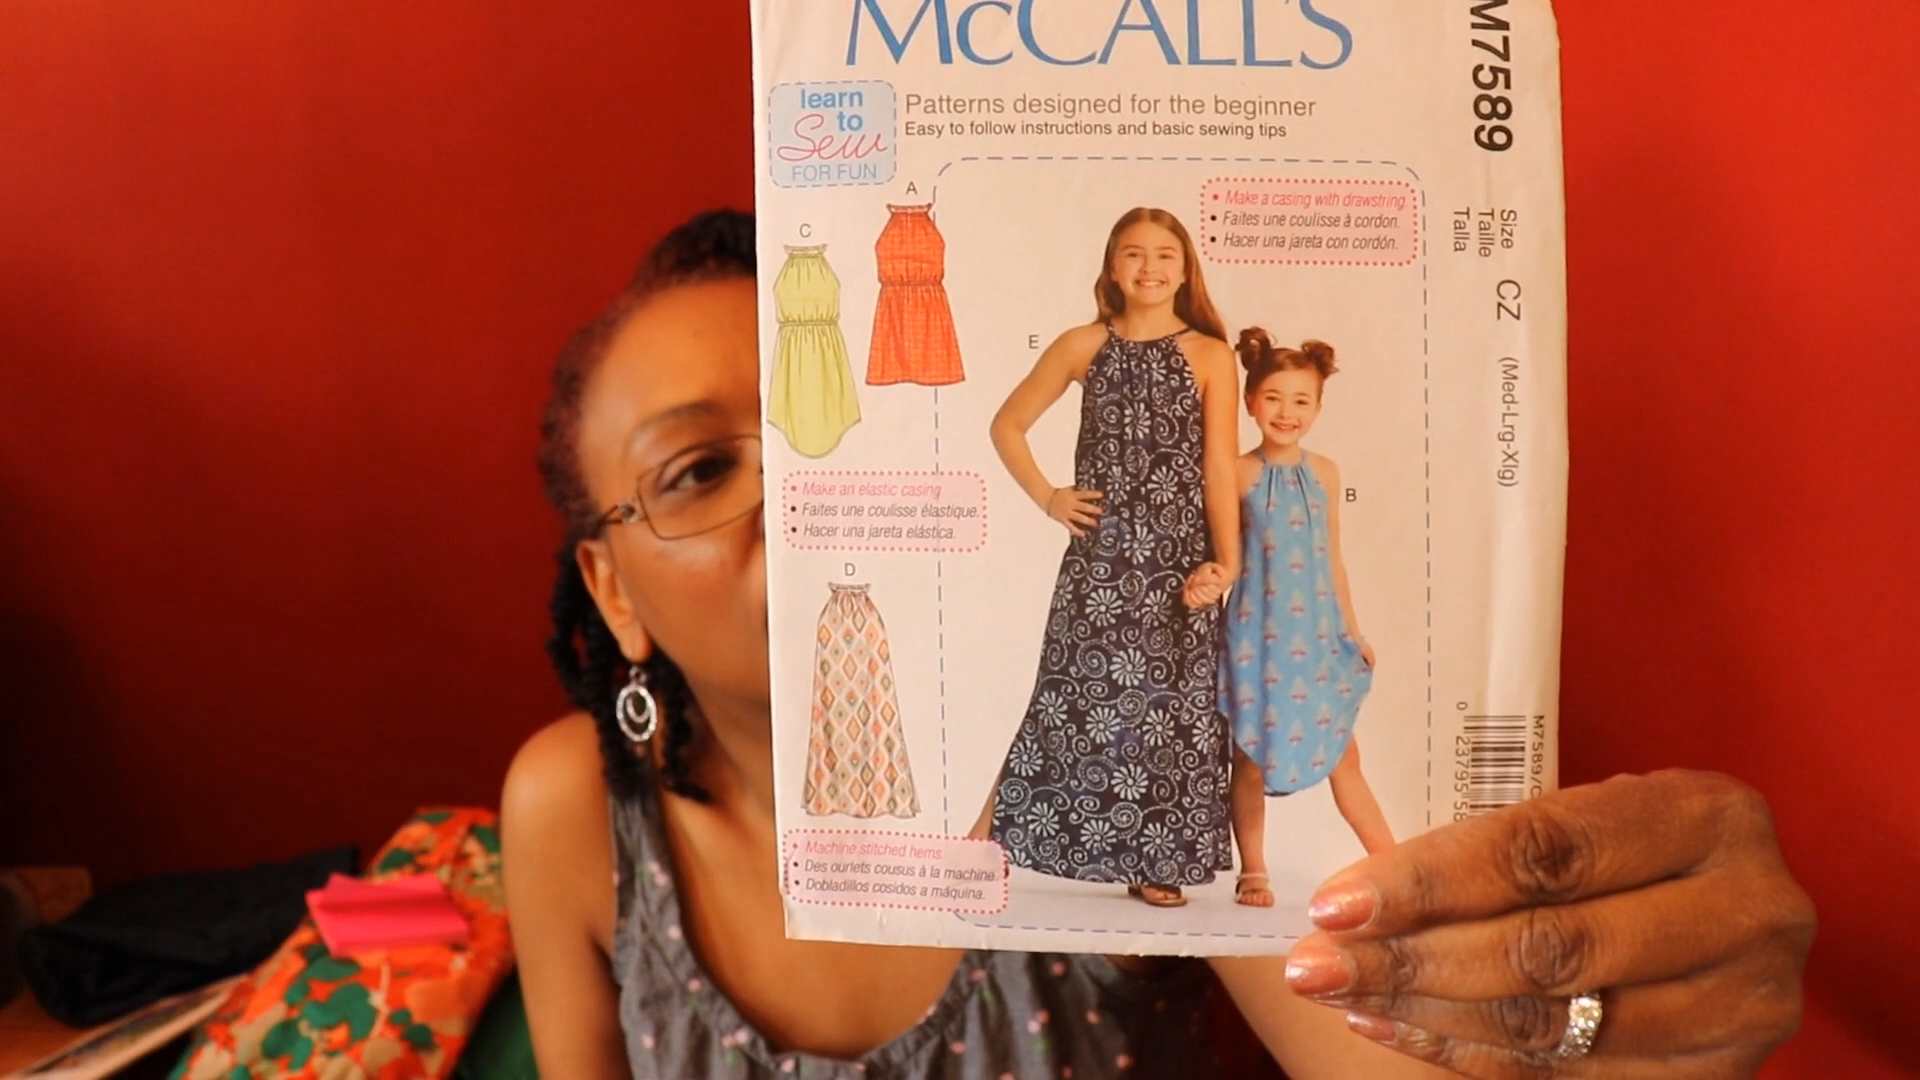 McCALL'S
M7589
learn
to
Sew
FOR FUN
Patterns designed for the beginner
Easy to follow instructions and basic sewing tips
Size CZ (Med-Lrg-Xlg)
Taille
Talla
A
C
• Make a casing with drawstring.
• Faites une coulisse à cordon.
• Hacer una jareta con cordón.
E
B
• Make an elastic casing
• Faites une coulisse élastique.
• Hacer una jareta elástica.
D
• Machine stitched hems
• Des ourlets cousus à la machine.
• Dobladillos cosidos a máquina.
M7589/C
0 23795 58